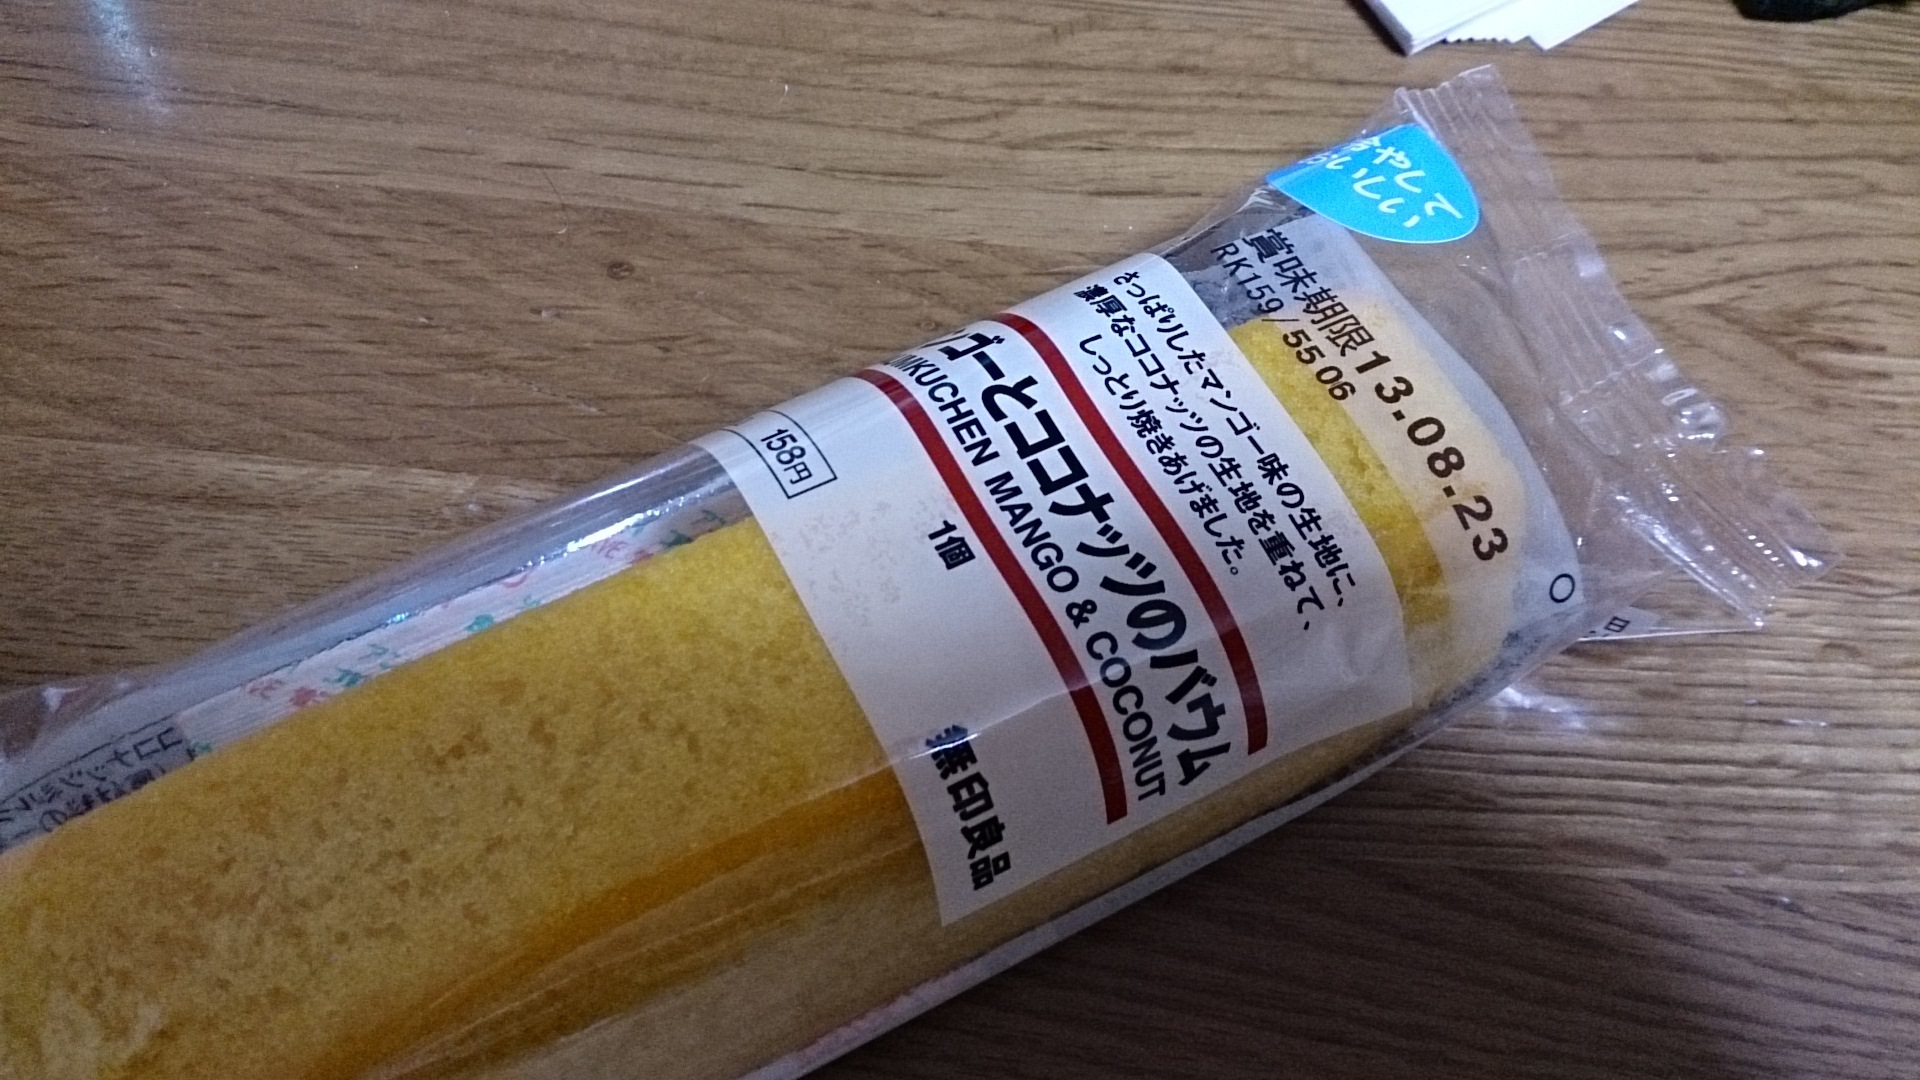 冷やして
おいしい
賞味期限13.08.23
RK159/5506
さっぱりしたマンゴー味の生地に、
濃厚なココナッツの生地を重ねて、
しっとり焼きあげました。
ンゴーとココナッツのバウム
UMKUCHEN MANGO & COCONUT
158円
1個
無印良品